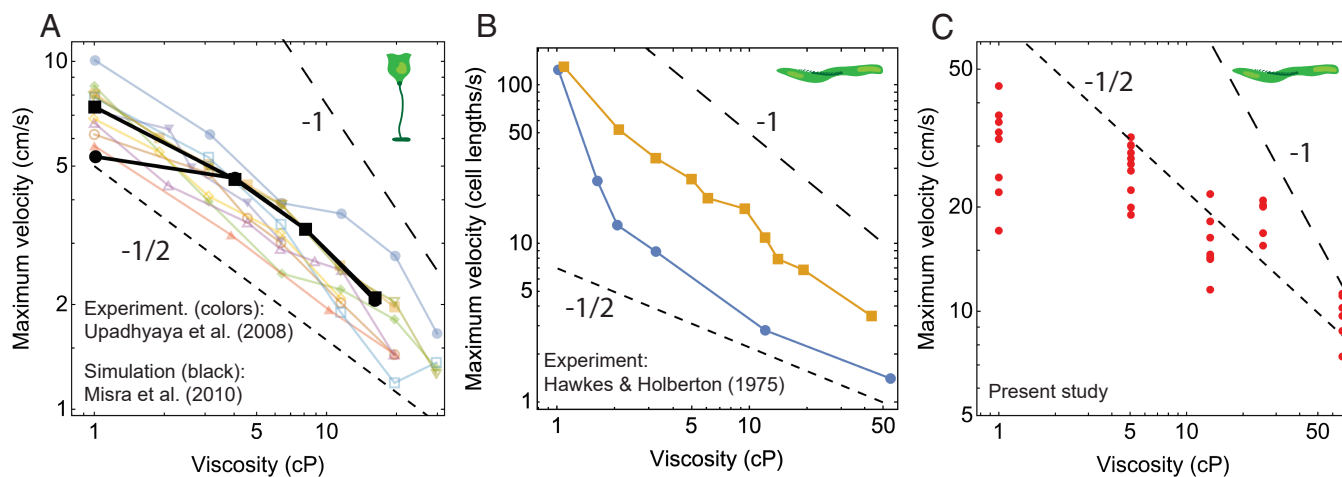 A
Maximum velocity (cm/s)
10
5
2
1
-1
-1/2
Experiment. (colors):
Upadhyaya et al. (2008)
Simulation (black):
Misra et al. (2010)
1
5
10
Viscosity (cP)
B
Maximum velocity (cell lengths/s)
100
50
10
5
1
-1
-1/2
Experiment:
Hawkes & Holberton (1975)
1
5
10
50
Viscosity (cP)
C
Maximum velocity (cm/s)
50
20
10
5
-1/2
-1
Present study
1
5
10
50
Viscosity (cP)